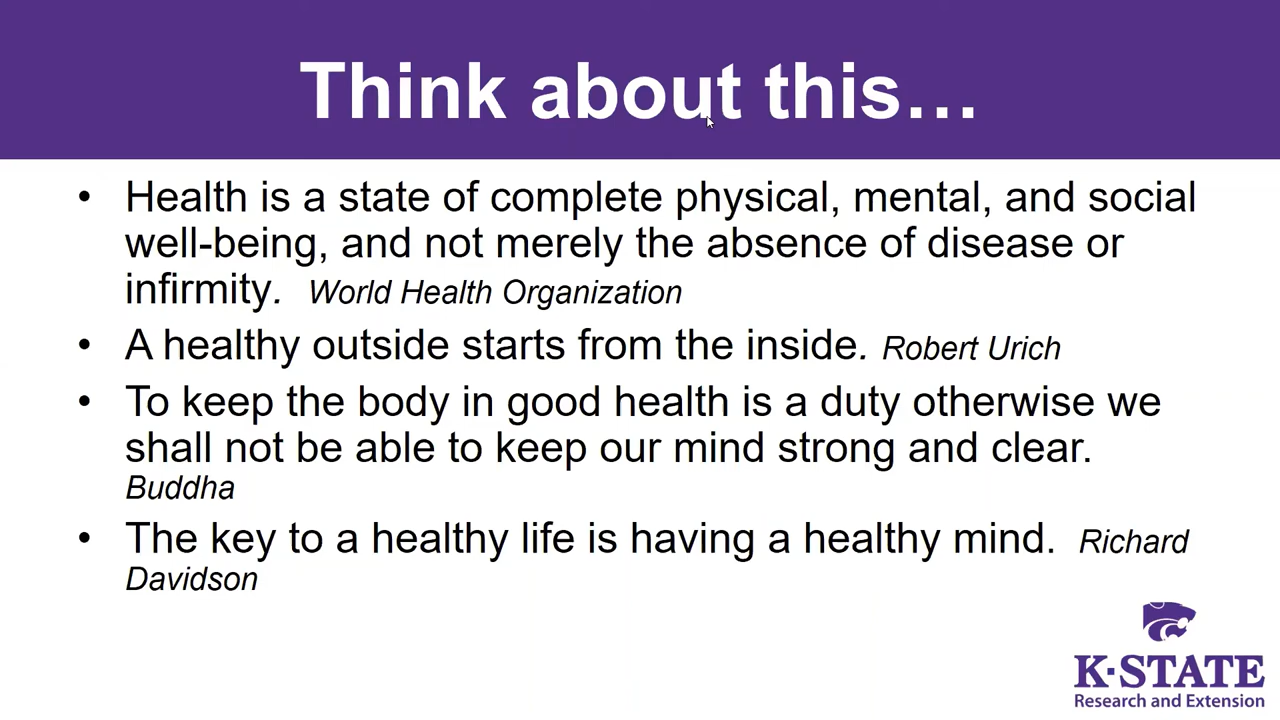 Think about this…
• Health is a state of complete physical, mental, and social
well-being, and not merely the absence of disease or
infirmity. World Health Organization
• A healthy outside starts from the inside. Robert Urich
• To keep the body in good health is a duty otherwise we
shall not be able to keep our mind strong and clear.
Buddha
• The key to a healthy life is having a healthy mind. Richard
Davidson
K·STATE
Research and Extension